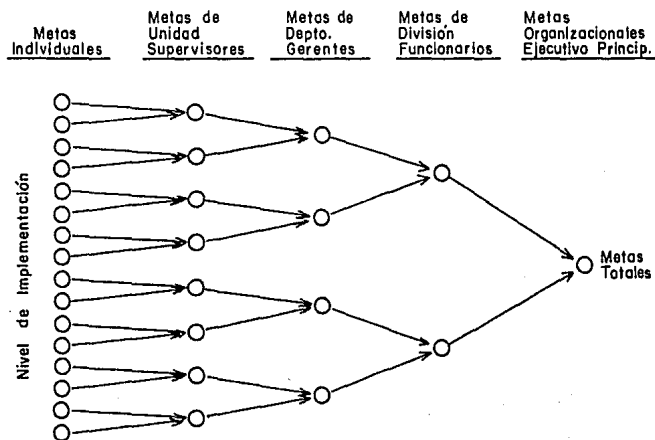 Metas
Individuales
Metas de
Unidad
Supervisores
Metas de
Depto.
Gerentes
Metas de
División
Funcionarios
Metas
Organizacionales
Ejecutivo Princip.
Nivel de Implementación
Metas
Totales